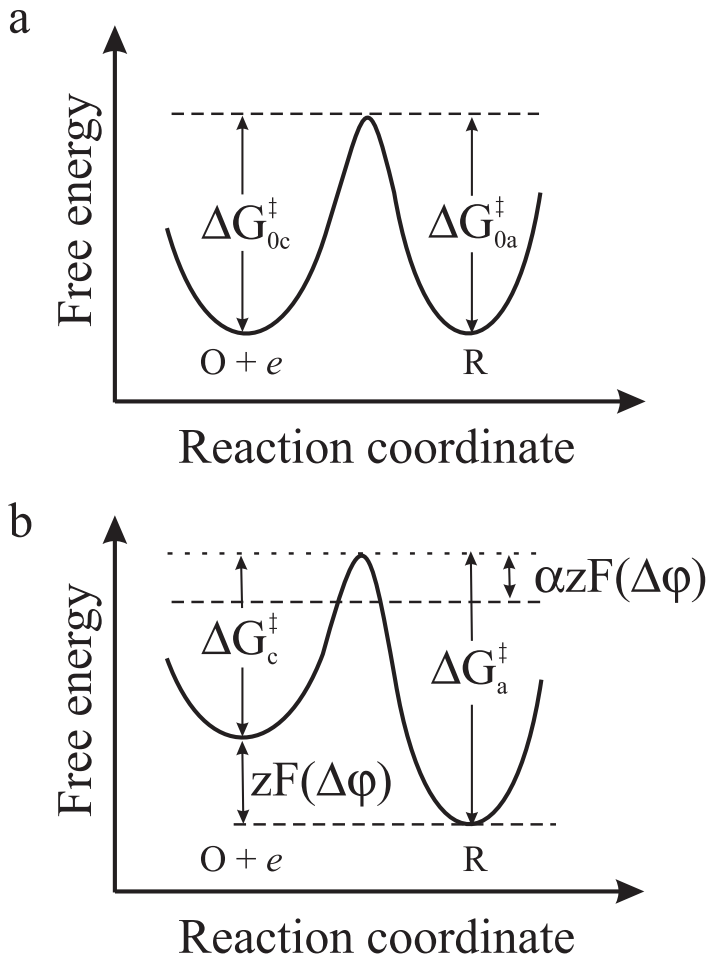 a
Free energy
ΔG‡0c
ΔG‡0a
O + e
R
Reaction coordinate
b
Free energy
αzF(Δφ)
ΔG‡c
ΔG‡a
zF(Δφ)
O + e
R
Reaction coordinate